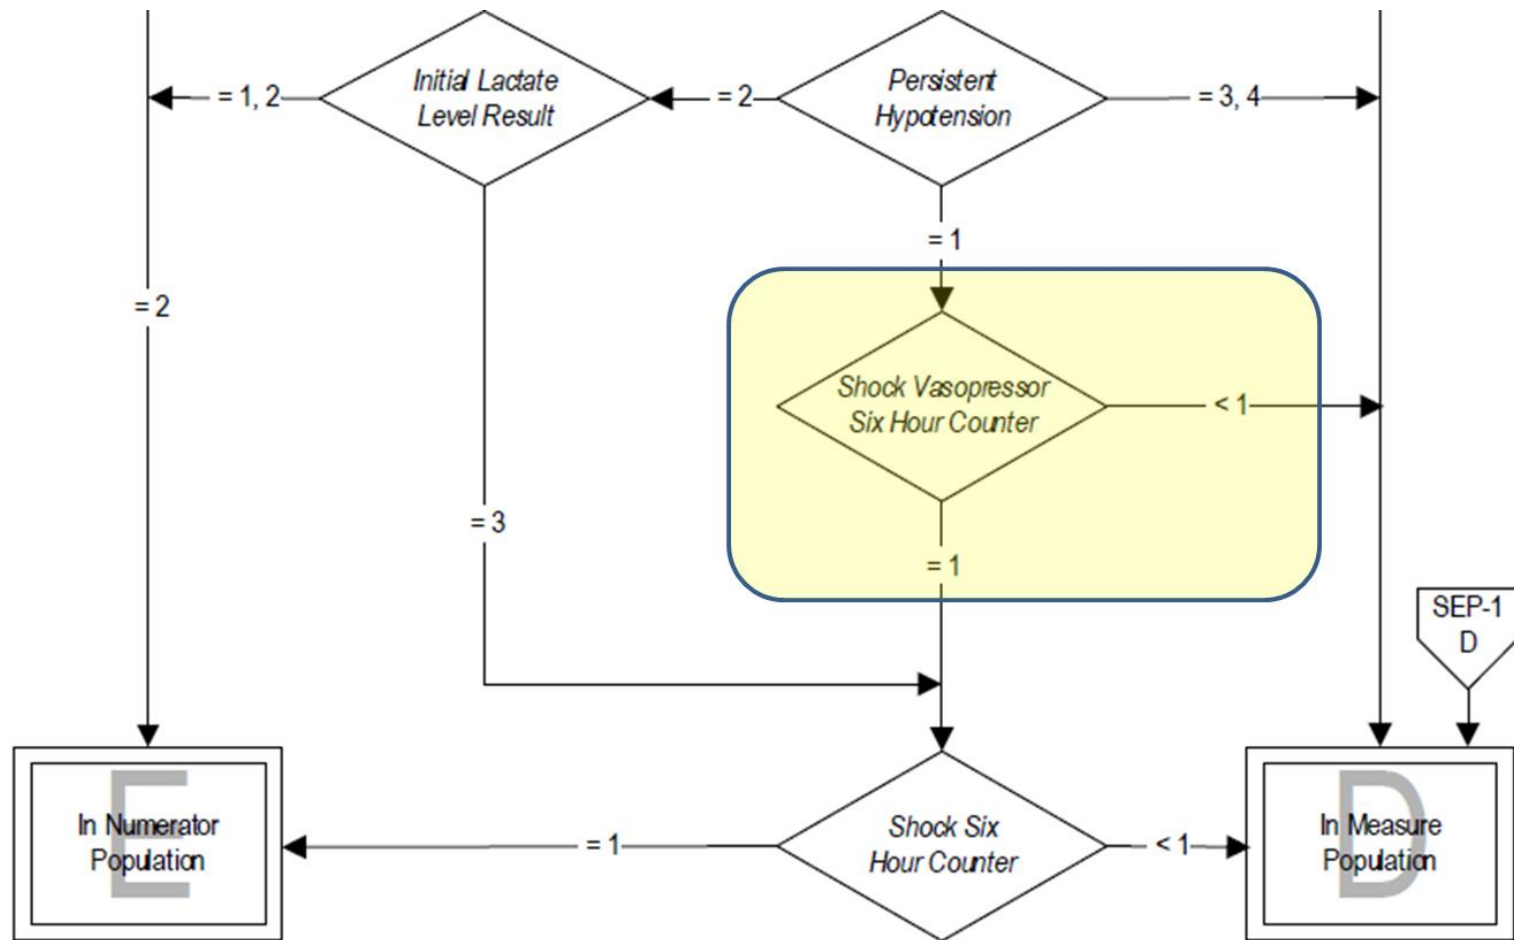 Initial Lactate
Level Result
Persistent
Hypotension
= 1, 2
= 2
= 3, 4
= 1
= 2
Shock Vasopressor
Six Hour Counter
< 1
= 3
= 1
SEP-1
D
E
In Numerator
Population
= 1
Shock Six
Hour Counter
< 1
D
In Measure
Population